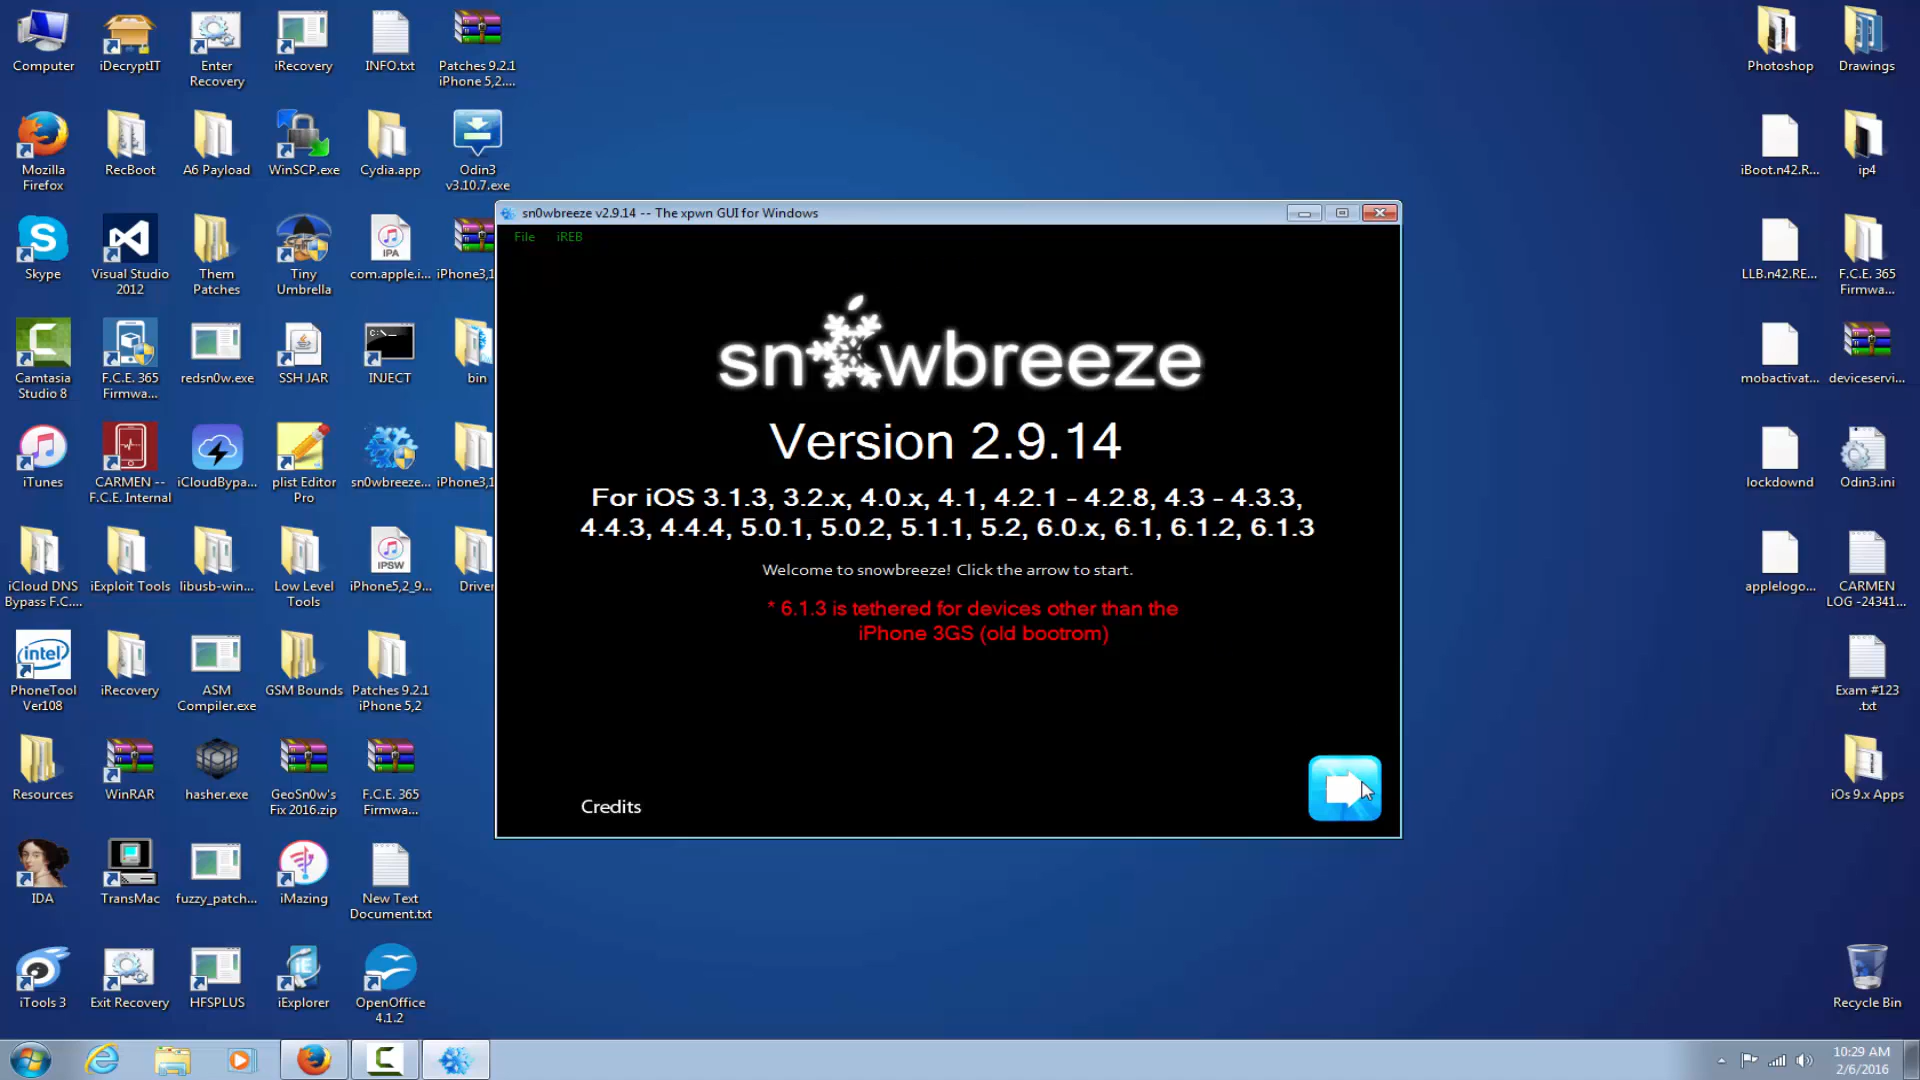 Computer
iDecryptIT
Enter
Recovery
iRecovery
INFO.txt
Patches 9.2.1
iPhone 5,2....
Mozilla
Firefox
RecBoot
A6 Payload
WinSCP.exe
Cydia.app
Odin3
v3.10.7.exe
Skype
Visual Studio
2012
Them
Patches
Tiny
Umbrella
IPA
com.apple.i...
iPhone3,1
Camtasia
Studio 8
F.C.E. 365
Firmwa...
redsn0w.exe
SSH JAR
C:\_
INJECT
bin
iTunes
CARMEN --
F.C.E. Internal
iCloudBypa...
plist Editor
Pro
sn0wbreeze...
iPhone3,1
iCloud DNS
Bypass F.C....
iExploit Tools
libusb-win...
Low Level
Tools
IPSW
iPhone5,2_9...
Driver
intel
PhoneTool
Ver108
iRecovery
ASM
Compiler.exe
GSM Bounds
Patches 9.2.1
iPhone 5,2
Resources
WinRAR
hasher.exe
GeoSn0w's
Fix 2016.zip
F.C.E. 365
Firmwa...
IDA
TransMac
fuzzy_patch...
iMazing
New Text
Document.txt
iTools 3
Exit Recovery
HFSPLUS
iE
iExplorer
OpenOffice
4.1.2
sn0wbreeze v2.9.14 -- The xpwn GUI for Windows
File iREB
sn0wbreeze
Version 2.9.14
For iOS 3.1.3, 3.2.x, 4.0.x, 4.1, 4.2.1 - 4.2.8, 4.3 - 4.3.3,
4.4.3, 4.4.4, 5.0.1, 5.0.2, 5.1.1, 5.2, 6.0.x, 6.1, 6.1.2, 6.1.3
Welcome to snowbreeze! Click the arrow to start.
* 6.1.3 is tethered for devices other than the
iPhone 3GS (old bootrom)
Credits
Photoshop
Drawings
iBoot.n42.R...
ip4
LLB.n42.RE...
F.C.E. 365
Firmwa...
mobactivat...
deviceservi...
lockdownd
Odin3.ini
applelogo...
CARMEN
LOG -24341...
Exam #123
.txt
iOs 9.x Apps
Recycle Bin
10:29 AM
2/6/2016